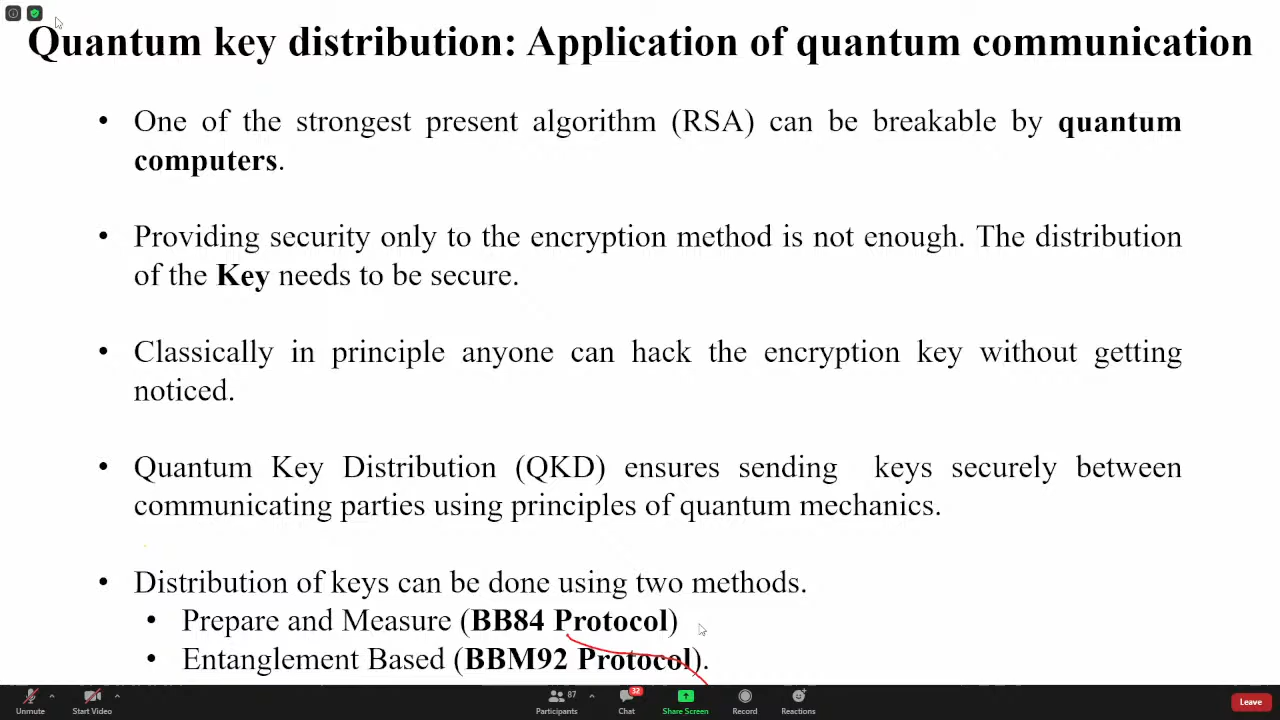 Quantum key distribution: Application of quantum communication
• One of the strongest present algorithm (RSA) can be breakable by quantum
computers.
• Providing security only to the encryption method is not enough. The distribution
of the Key needs to be secure.
• Classically in principle anyone can hack the encryption key without getting
noticed.
• Quantum Key Distribution (QKD) ensures sending keys securely between
communicating parties using principles of quantum mechanics.
• Distribution of keys can be done using two methods.
• Prepare and Measure (BB84 Protocol)
• Entanglement Based (BBM92 Protocol).
Unmute Start Video Participants 87 Chat 32 Share Screen Record Reactions Leave